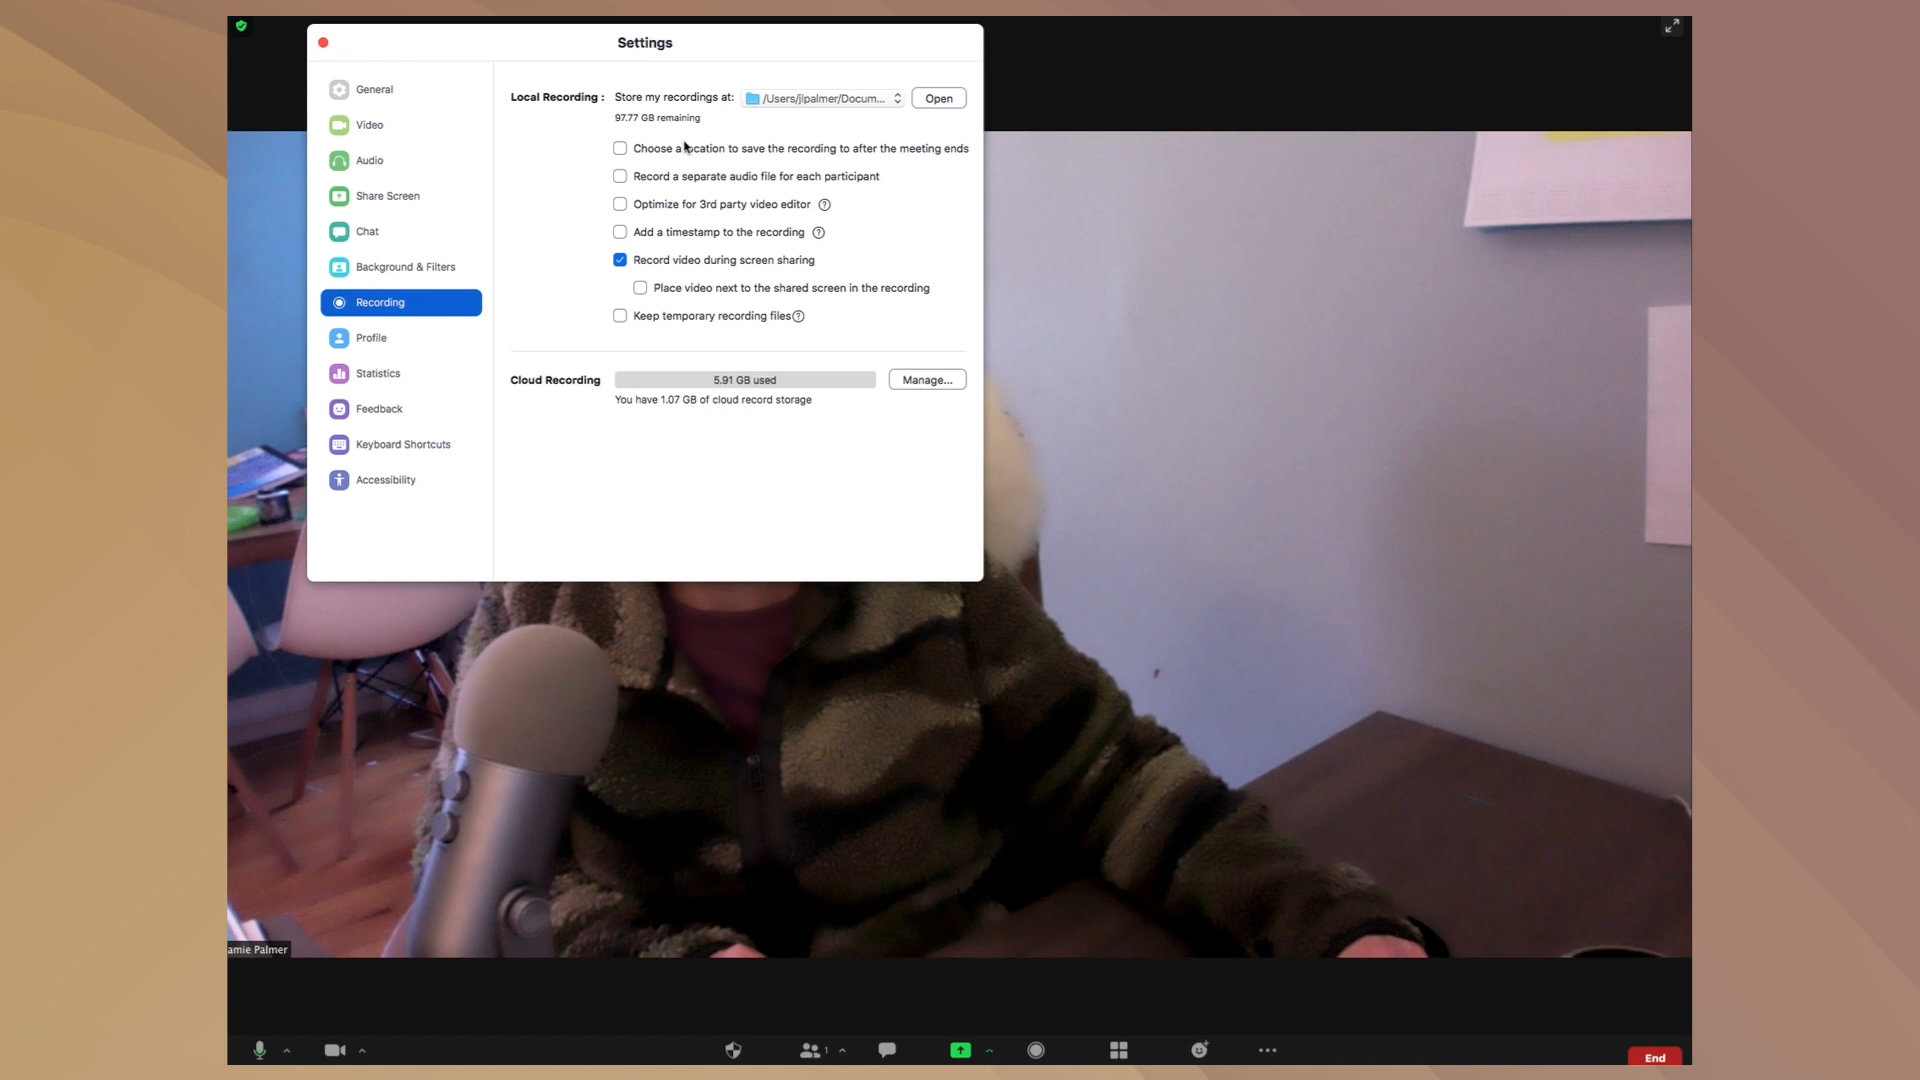 Settings
General
Video
Audio
Share Screen
Chat
Background & Filters
Recording
Profile
Statistics
Feedback
Keyboard Shortcuts
Accessibility
Local Recording : Store my recordings at: /Users/jlpalmer/Docum... Open
97.77 GB remaining
Choose a location to save the recording to after the meeting ends
Record a separate audio file for each participant
Optimize for 3rd party video editor ?
Add a timestamp to the recording ?
Record video during screen sharing
Place video next to the shared screen in the recording
Keep temporary recording files ?
Cloud Recording 5.91 GB used Manage...
You have 1.07 GB of cloud record storage
amie Palmer
1
End